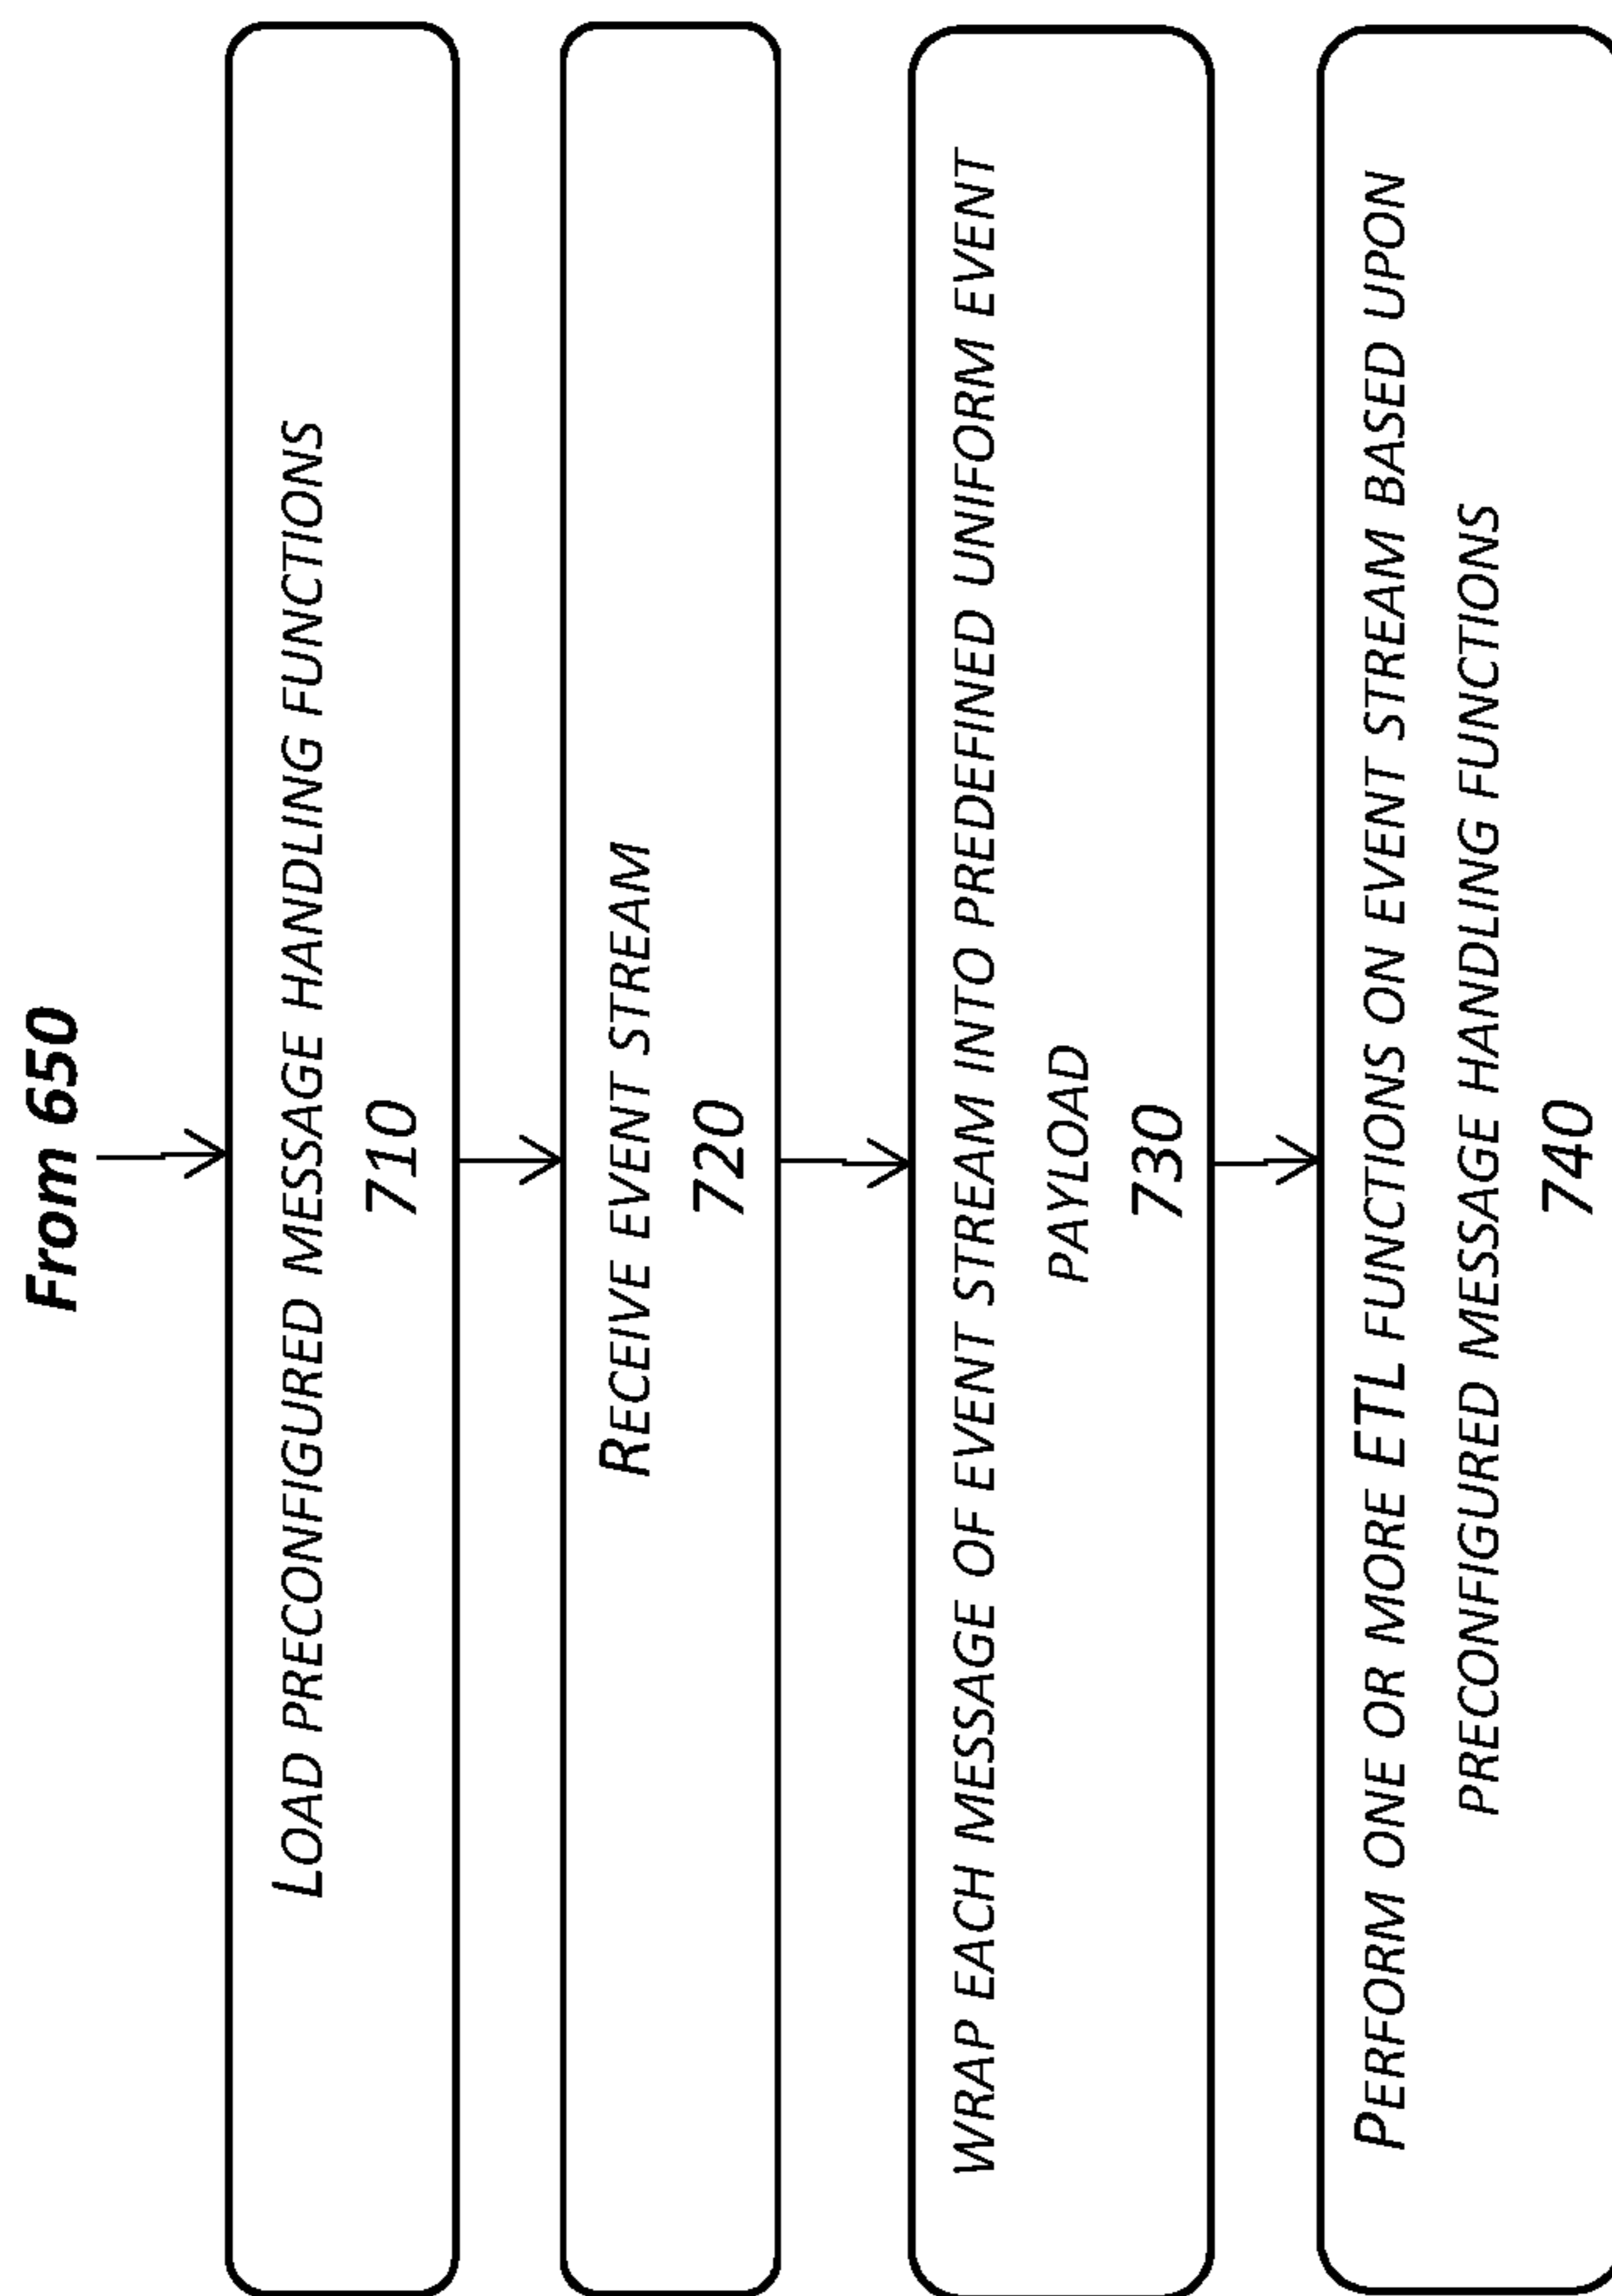 From 650
LOAD PRECONFIGURED MESSAGE HANDLING FUNCTIONS
710
RECEIVE EVENT STREAM
720
WRAP EACH MESSAGE OF EVENT STREAM INTO PREDEFINED UNIFORM EVENT
PAYLOAD
730
PERFORM ONE OR MORE ETL FUNCTIONS ON EVENT STREAM BASED UPON
PRECONFIGURED MESSAGE HANDLING FUNCTIONS
740